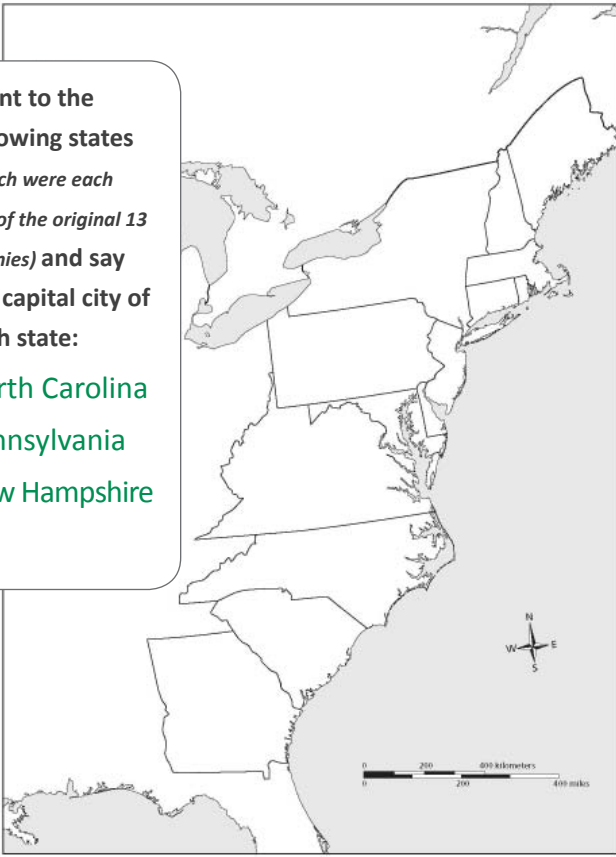 nt to the
owing states
ch were each
of the original 13
nies) and say
capital city of
h state:
rth Carolina
nnsylvania
w Hampshire
N
W E
S
0 200 400 kilometers
0 200 400 miles